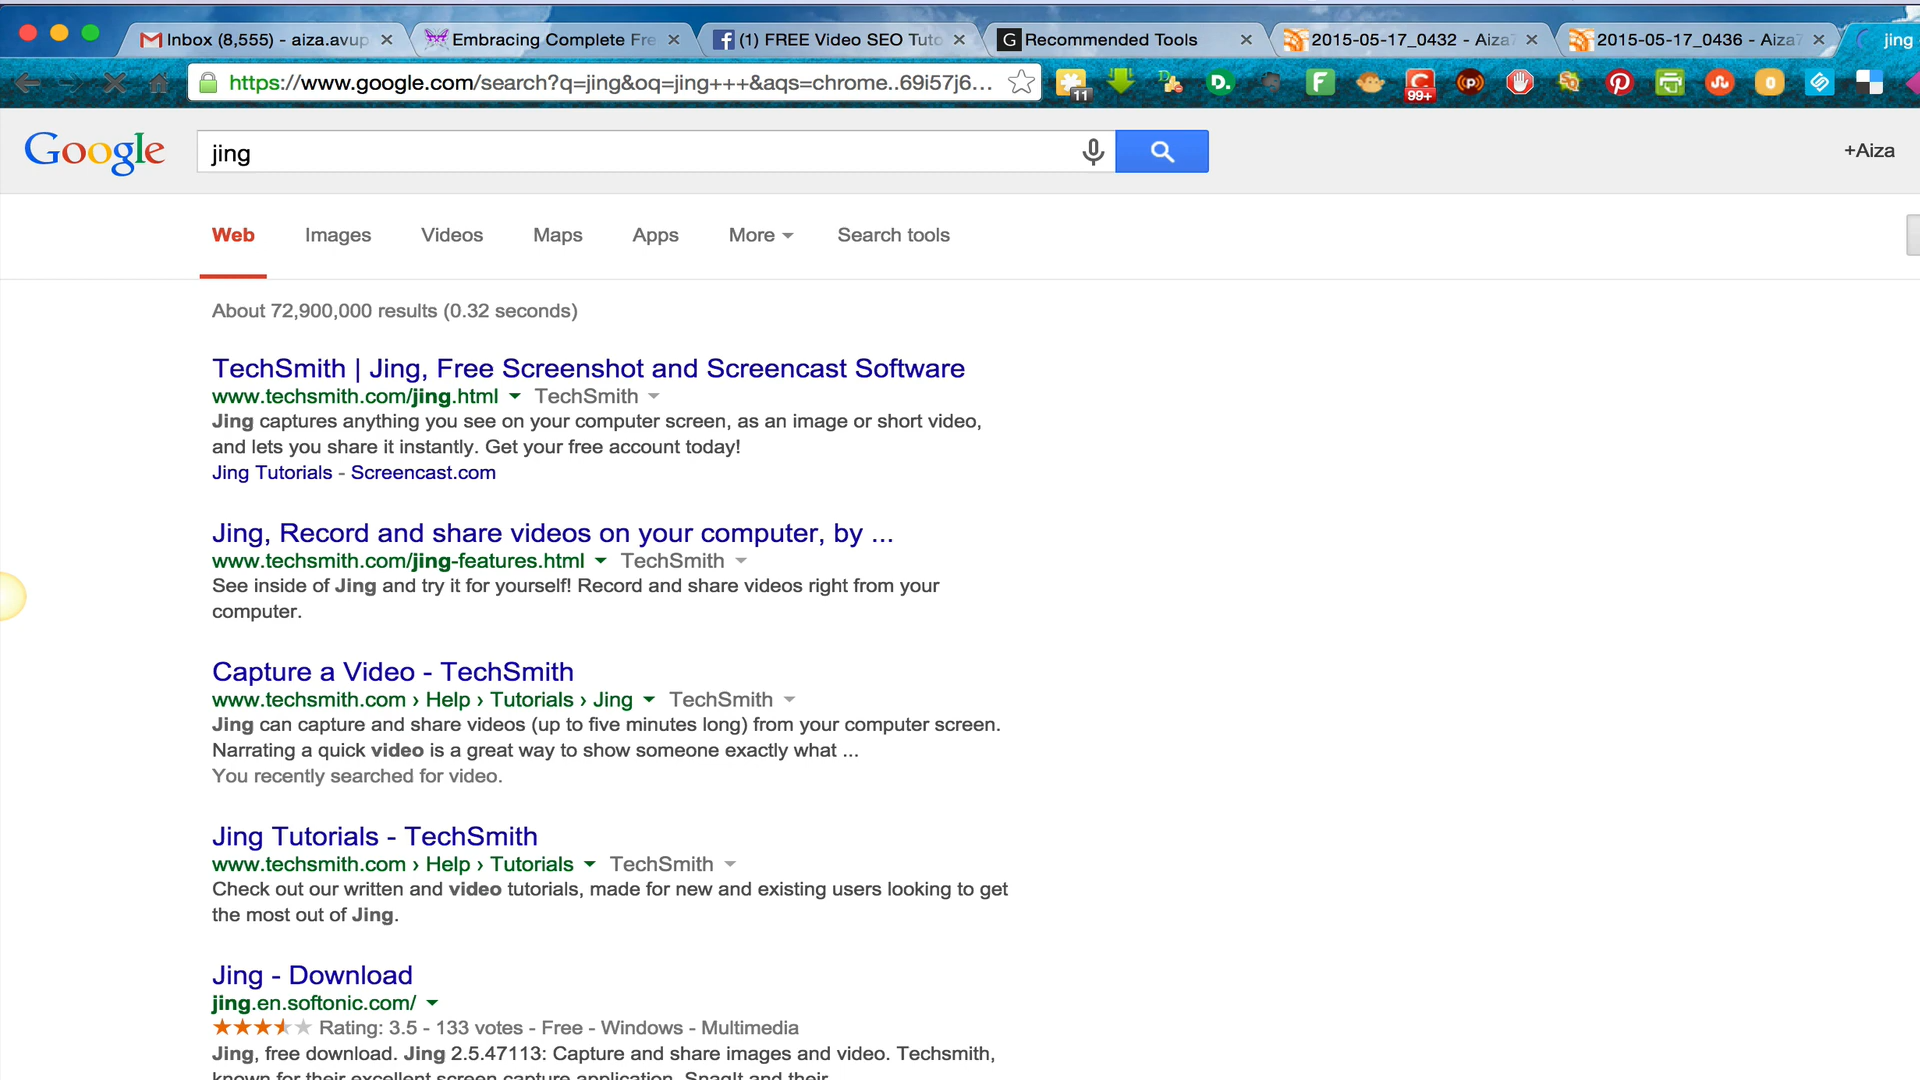 Inbox (8,555) - aiza.avup
Embracing Complete Fre
(1) FREE Video SEO Tuto
Recommended Tools
2015-05-17_0432 - Aiza7
2015-05-17_0436 - Aiza7
jing
https://www.google.com/search?q=jing&oq=jing+++&aqs=chrome..69i57j6...
11
99+
Google
jing
+Aiza
Web Images Videos Maps Apps More Search tools
About 72,900,000 results (0.32 seconds)
TechSmith | Jing, Free Screenshot and Screencast Software
www.techsmith.com/jing.html TechSmith
Jing captures anything you see on your computer screen, as an image or short video,
and lets you share it instantly. Get your free account today!
Jing Tutorials - Screencast.com
Jing, Record and share videos on your computer, by ...
www.techsmith.com/jing-features.html TechSmith
See inside of Jing and try it for yourself! Record and share videos right from your
computer.
Capture a Video - TechSmith
www.techsmith.com › Help › Tutorials › Jing TechSmith
Jing can capture and share videos (up to five minutes long) from your computer screen.
Narrating a quick video is a great way to show someone exactly what ...
You recently searched for video.
Jing Tutorials - TechSmith
www.techsmith.com › Help › Tutorials TechSmith
Check out our written and video tutorials, made for new and existing users looking to get
the most out of Jing.
Jing - Download
jing.en.softonic.com/
Rating: 3.5 - 133 votes - Free - Windows - Multimedia
Jing, free download. Jing 2.5.47113: Capture and share images and video. Techsmith,
known for their excellent screen capture application, SnagIt and their